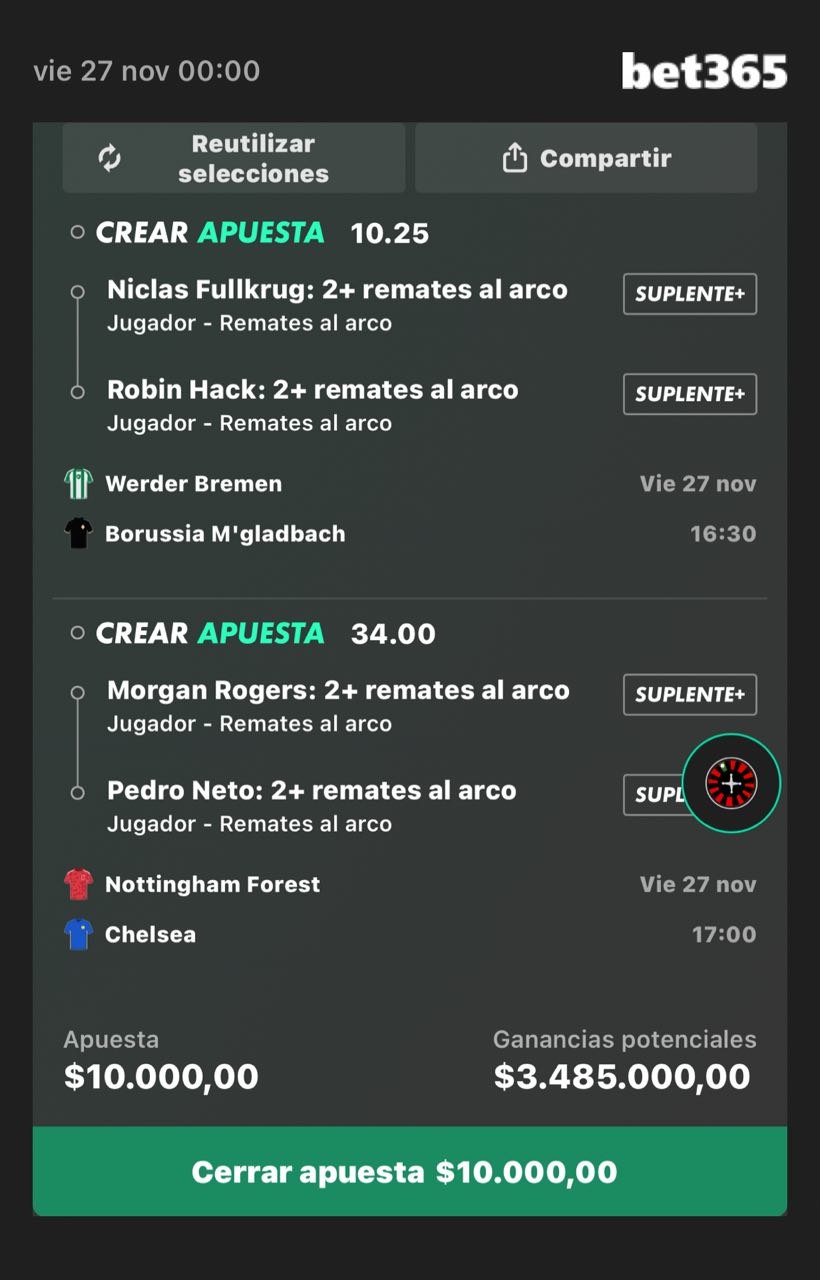 vie 27 nov 00:00
bet365
Reutilizar
selecciones
Compartir
CREAR APUESTA 10.25
Niclas Fullkrug: 2+ remates al arco
SUPLENTE+
Jugador - Remates al arco
Robin Hack: 2+ remates al arco
SUPLENTE+
Jugador - Remates al arco
Werder Bremen
Vie 27 nov
Borussia M'gladbach
16:30
CREAR APUESTA 34.00
Morgan Rogers: 2+ remates al arco
SUPLENTE+
Jugador - Remates al arco
Pedro Neto: 2+ remates al arco
SUPL
Jugador - Remates al arco
Nottingham Forest
Vie 27 nov
Chelsea
17:00
Apuesta
Ganancias potenciales
$10.000,00
$3.485.000,00
Cerrar apuesta $10.000,00